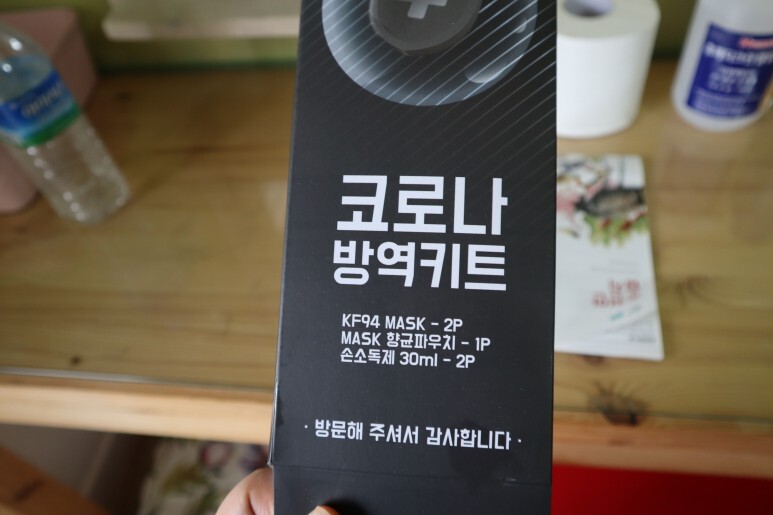 코로나
방역키트
KF94 MASK - 2P
MASK 향균파우치 - 1P
손소독제 30ml - 2P
· 방문해 주셔서 감사합니다 ·